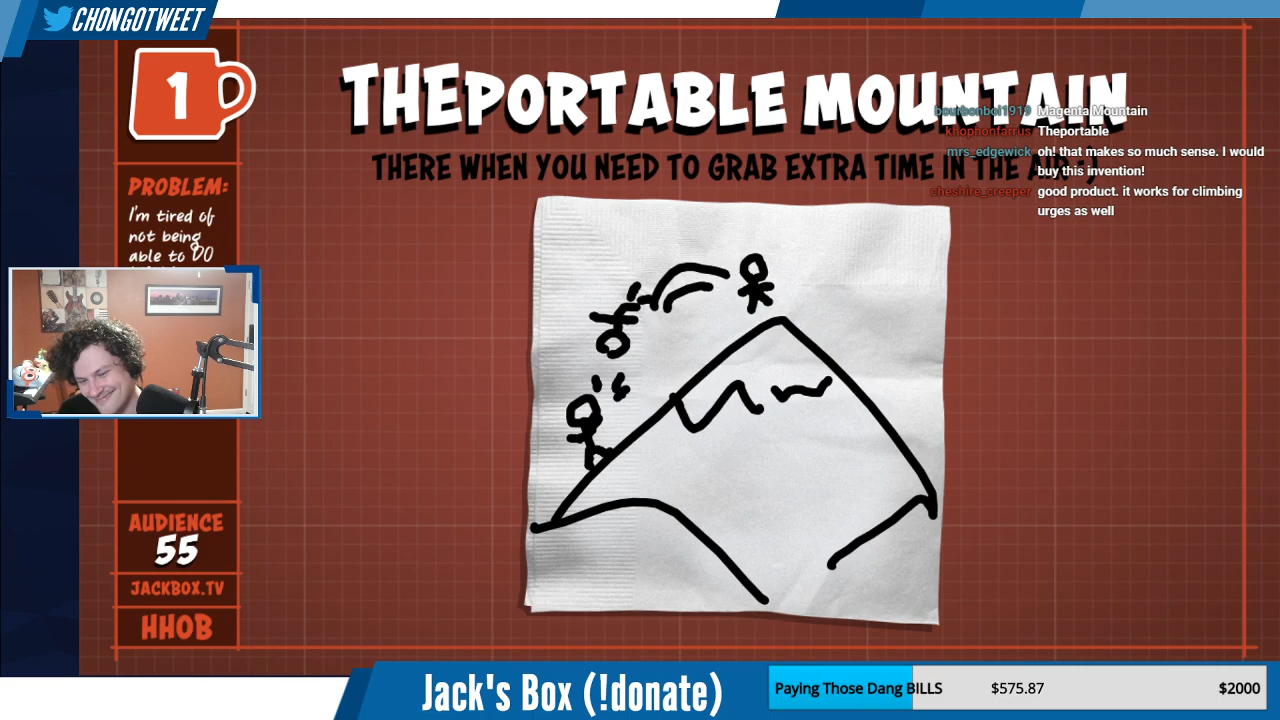 CHONGOTWEET
1
THEPORTABLE MOUNTAIN
THERE WHEN YOU NEED TO GRAB EXTRA TIME IN THE AIR :)
bourbonboi1919 Magenta Mountain
khophonfarrus Theportable
mrs_edgewick oh! that makes so much sense. I would
buy this invention!
cheshire_creeper good product. it works for climbing
urges as well
PROBLEM:
I'm tired of
not being
able to DO
AUDIENCE
55
JACKBOX.TV
HHOB
Jack's Box (!donate)
Paying Those Dang BILLS $575.87 $2000